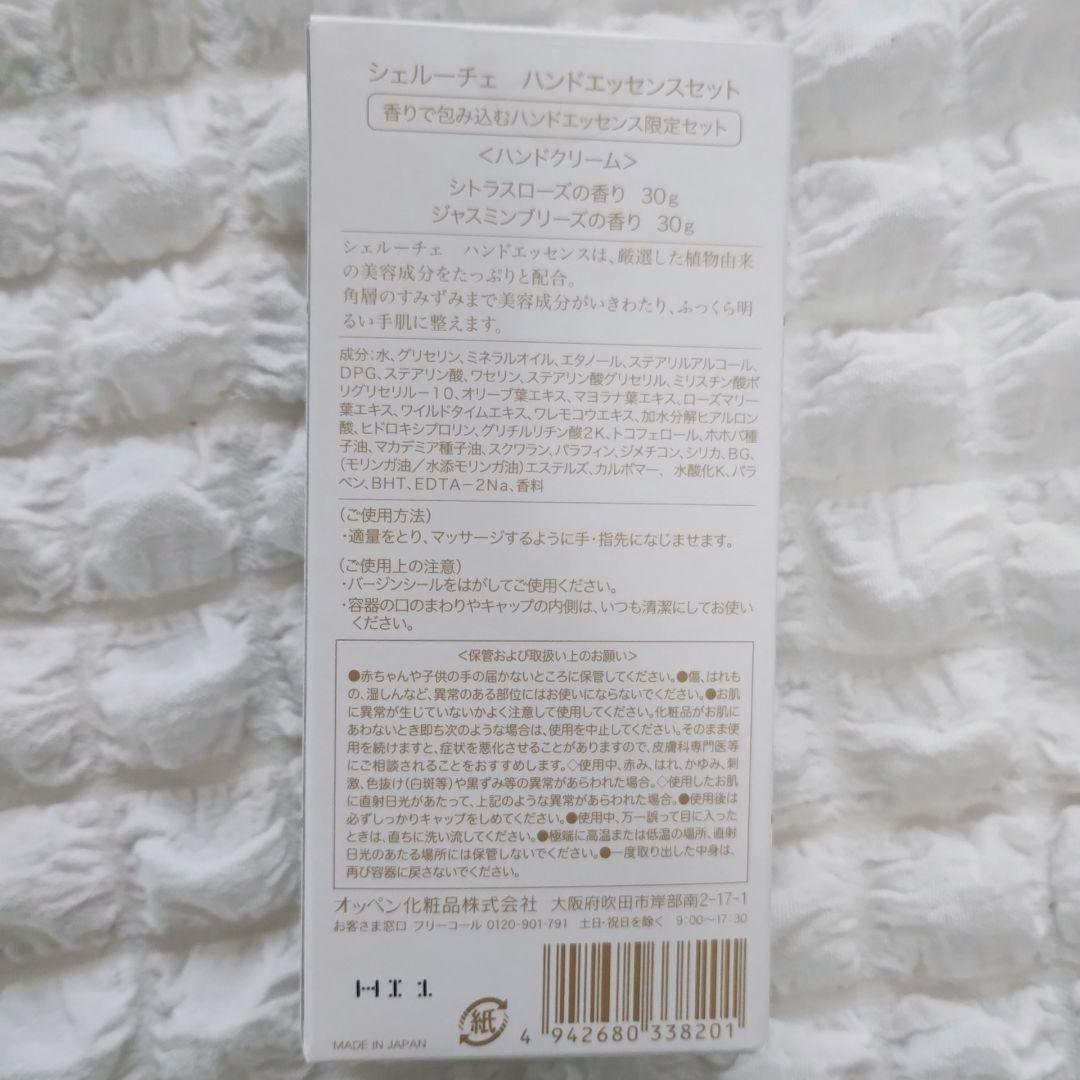 シェルーチェ　ハンドエッセンスセット
香りで包み込むハンドエッセンス限定セット
＜ハンドクリーム＞
シトラスローズの香り　30g
ジャスミンブリーズの香り　30g
シェルーチェ　ハンドエッセンスは、厳選した植物由来
の美容成分をたっぷりと配合。
角層のすみずみまで美容成分がいきわたり、ふっくら明
るい手肌に整えます。
成分：水、グリセリン、ミネラルオイル、エタノール、ステアリルアルコール、
DPG、ステアリン酸、ワセリン、ステアリン酸グリセリル、ミリスチン酸ポ
リグリセリル－10、オリーブ葉エキス、マヨラナ葉エキス、ローズマリー
葉エキス、ワイルドタイムエキス、ワレモコウエキス、加水分解ヒアルロン
酸、ヒドロキシプロリン、グリチルリチン酸2K、トコフェロール、ホホバ種
子油、マカデミア種子油、スクワラン、パラフィン、ジメチコン、シリカ、BG、
（モリンガ油／水添モリンガ油）エステルズ、カルボマー、水酸化K、パラ
ベン、BHT、EDTA－2Na、香料
（ご使用方法）
・適量をとり、マッサージするように手・指先になじませます。
（ご使用上の注意）
・バージンシールをはがしてご使用ください。
・容器の口のまわりやキャップの内側は、いつも清潔にしてお使い
ください。
＜保管および取扱い上のお願い＞
●赤ちゃんや子供の手の届かないところに保管してください。●傷、はれも
の、湿しんなど、異常のある部位にはお使いにならないでください。●お肌
に異常が生じていないかよく注意して使用してください。化粧品がお肌に
あわないとき即ち次のような場合は、使用を中止してください。そのまま使
用を続けますと、症状を悪化させることがありますので、皮膚科専門医等
にご相談されることをおすすめします。◇使用中、赤み、はれ、かゆみ、刺
激、色抜け（白斑等）や黒ずみ等の異常があらわれた場合。◇使用したお肌
に直射日光があたって、上記のような異常があらわれた場合。●使用後は
必ずしっかりキャップをしめてください。●使用中、万一誤って目に入った
ときは、直ちに洗い流してください。●極端に高温または低温の場所、直射
日光のあたる場所には保管しないでください。●一度取り出した中身は、
再び容器に戻さないでください。
オッペン化粧品株式会社　大阪府吹田市岸部南2-17-1
お客さま窓口 フリーコール 0120-901-791　土日・祝日を除く　9:00〜17:30
HI1
紙
4 942680 338201
MADE IN JAPAN